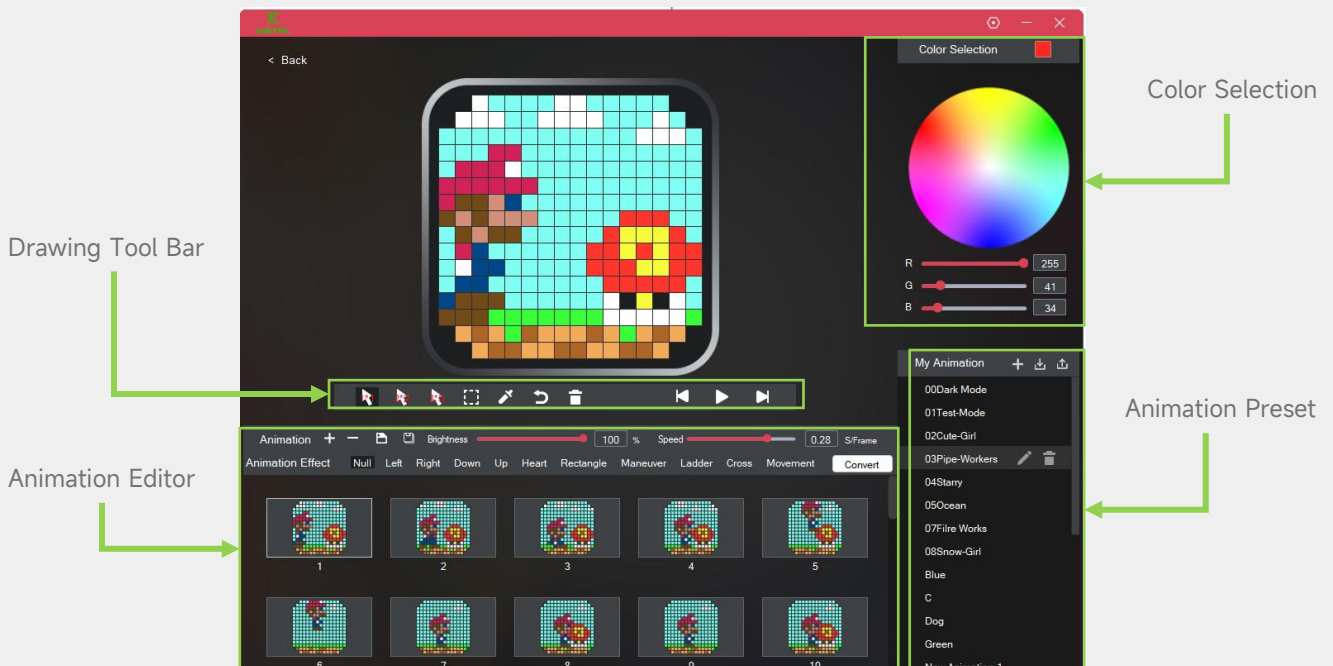 < Back
Color Selection
Color Selection
R 255
G 41
B 34
Drawing Tool Bar
My Animation
00Dark Mode
01Test-Mode
02Cute-Girl
03Pipe-Workers
04Starry
05Ocean
07Filre Works
08Snow-Girl
Blue
C
Dog
Green
New Animation 1
Animation Preset
Animation Editor
Animation Brightness 100 % Speed 0.28 S/Frame
Animation Effect Null Left Right Down Up Heart Rectangle Maneuver Ladder Cross Movement Convert
1 2 3 4 5
6 7 8 9 10